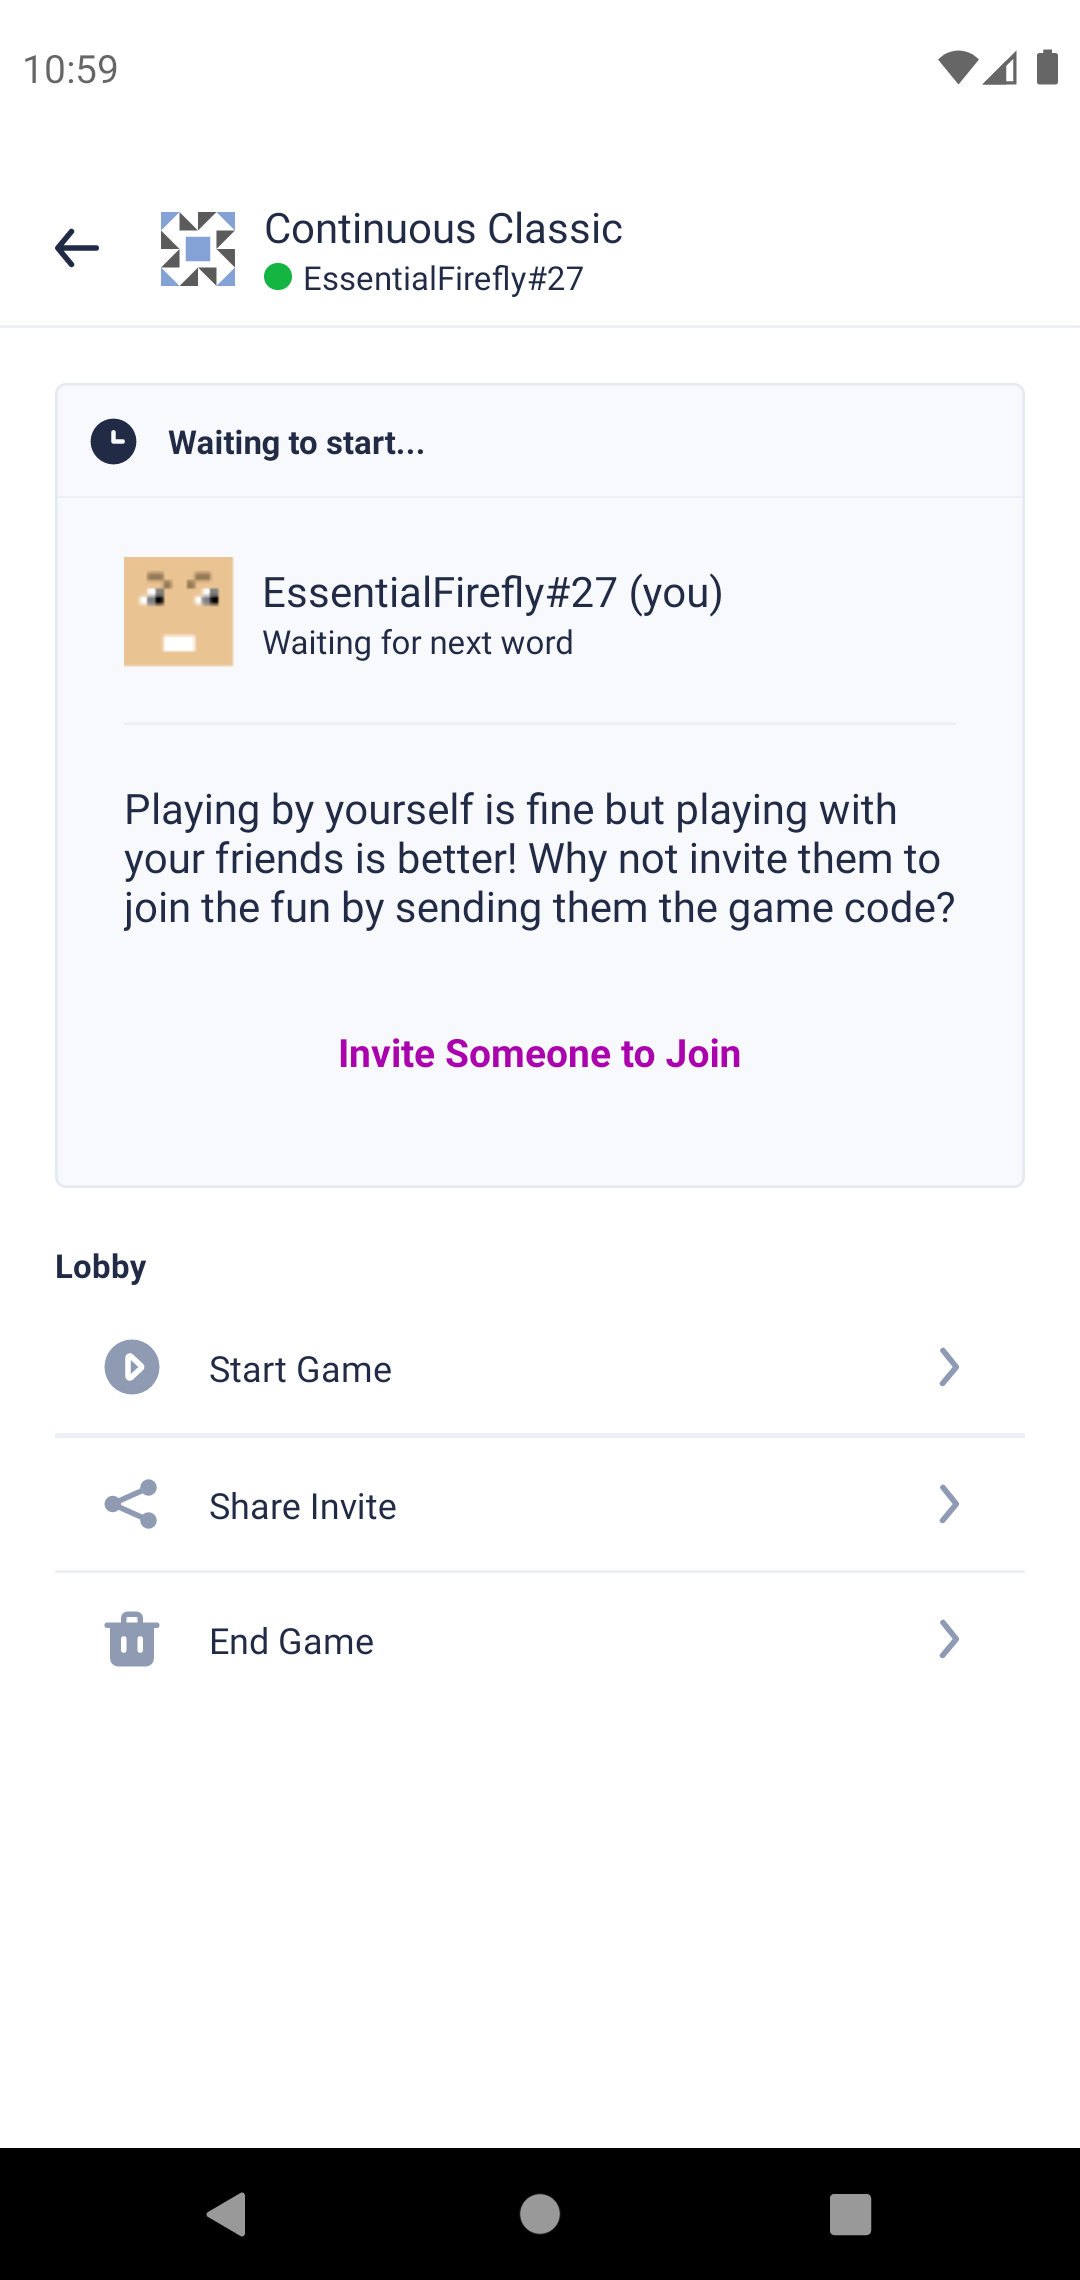 10:59
Continuous Classic
EssentialFirefly#27
Waiting to start...
EssentialFirefly#27 (you)
Waiting for next word
Playing by yourself is fine but playing with
your friends is better! Why not invite them to
join the fun by sending them the game code?
Invite Someone to Join
Lobby
Start Game
Share Invite
End Game